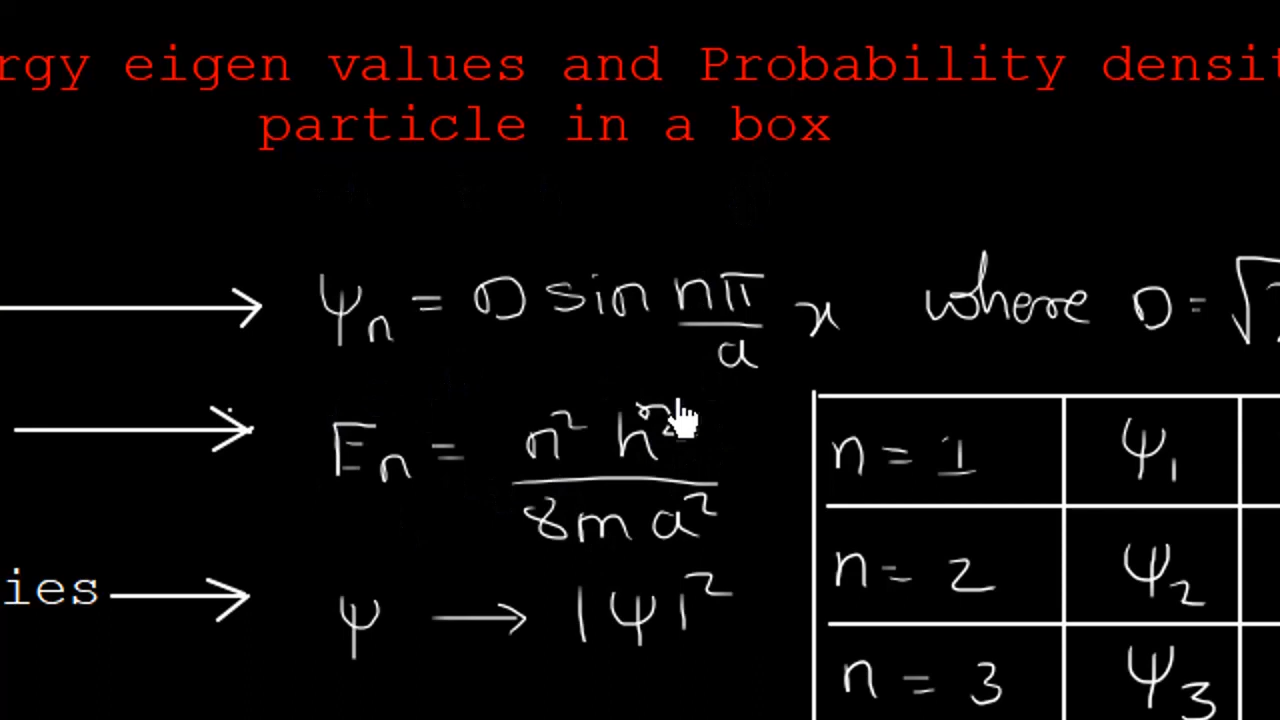 rgy eigen values and Probability densit
particle in a box
ψn = D sin nπ/a x where D = √2
En = n² h² / 8ma²
ies → ψ → |ψ|²
n = 1 ψ1
n = 2 ψ2
n = 3 ψ3